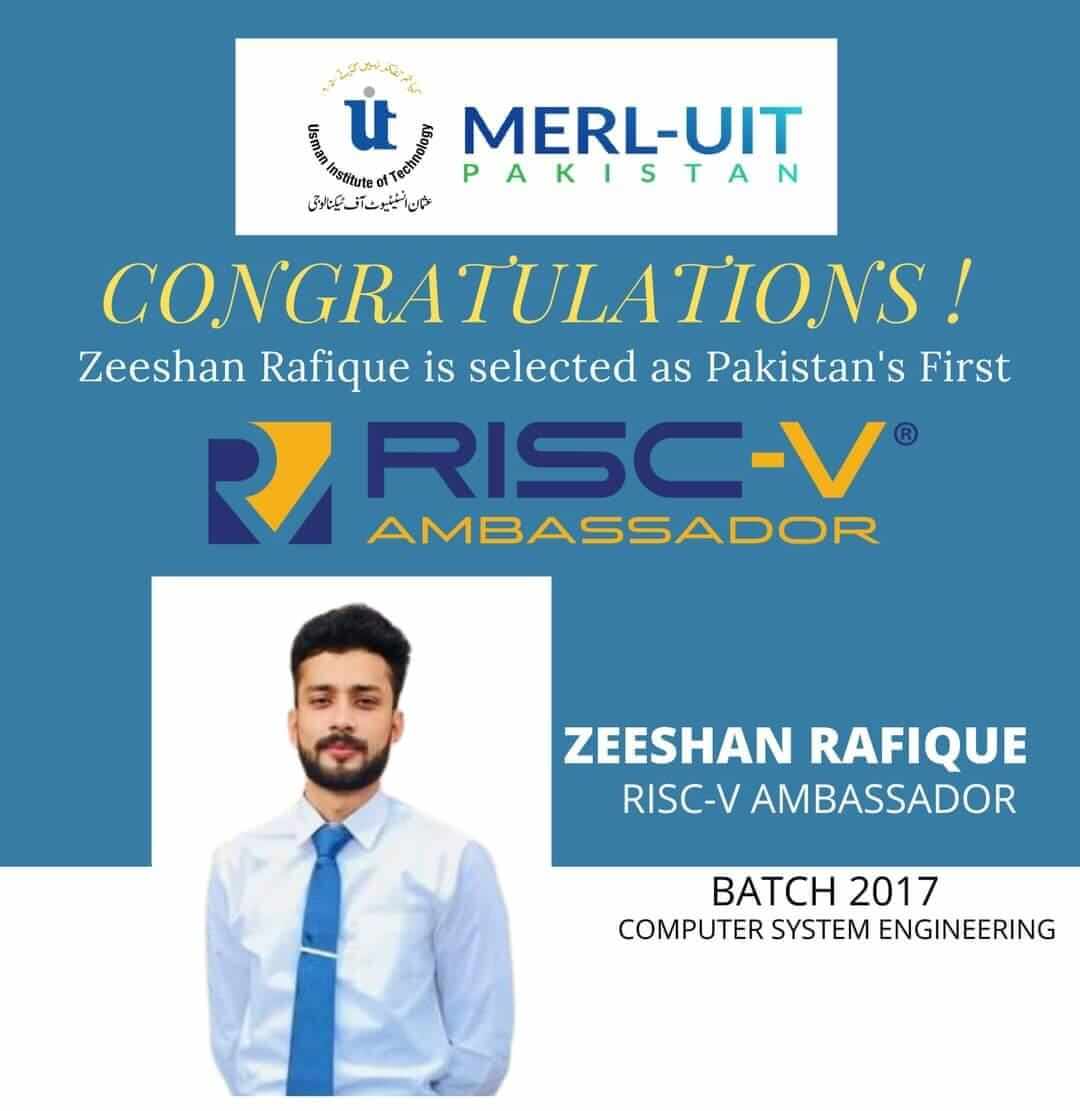 Usman Institute of Technology
عثمان انسٹیٹیوٹ آف ٹیکنالوجی
MERL-UIT
PAKISTAN
CONGRATULATIONS !
Zeeshan Rafique is selected as Pakistan's First
RISC-V®
AMBASSADOR
ZEESHAN RAFIQUE
RISC-V AMBASSADOR
BATCH 2017
COMPUTER SYSTEM ENGINEERING